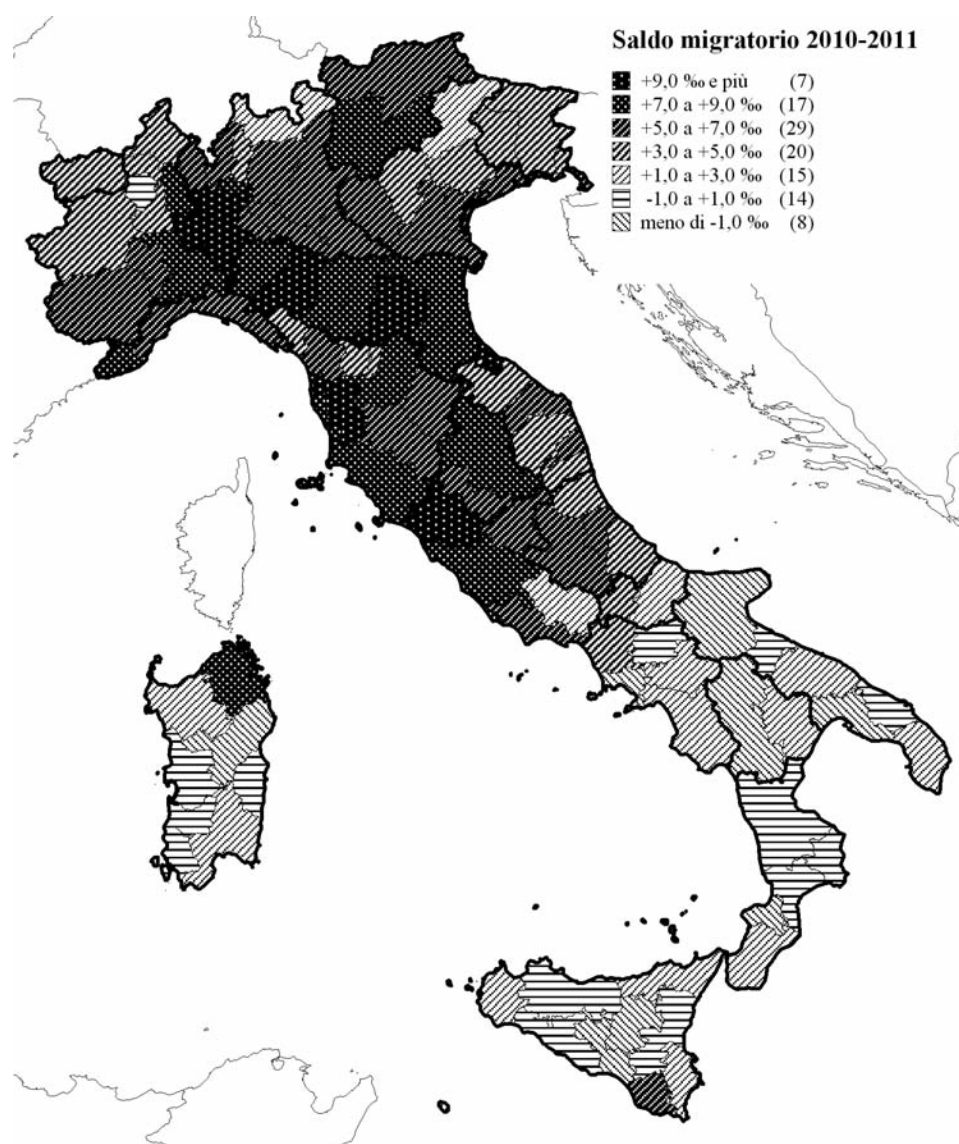 Saldo migratorio 2010-2011
+9,0 ‰ e più (7)
+7,0 a +9,0 ‰ (17)
+5,0 a +7,0 ‰ (29)
+3,0 a +5,0 ‰ (20)
+1,0 a +3,0 ‰ (15)
-1,0 a +1,0 ‰ (14)
meno di -1,0 ‰ (8)